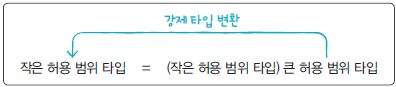 강제 타입 변환
작은 허용 범위 타입 = (작은 허용 범위 타입) 큰 허용 범위 타입